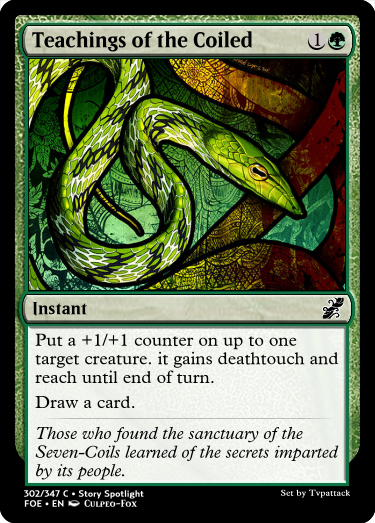 Teachings of the Coiled 1
Instant
Put a +1/+1 counter on up to one
target creature. it gains deathtouch and
reach until end of turn.
Draw a card.
Those who found the sanctuary of the
Seven-Coils learned of the secrets imparted
by its people.
302/347 C • Story Spotlight
FOE • EN Culpeo-Fox
Set by Tvpattack